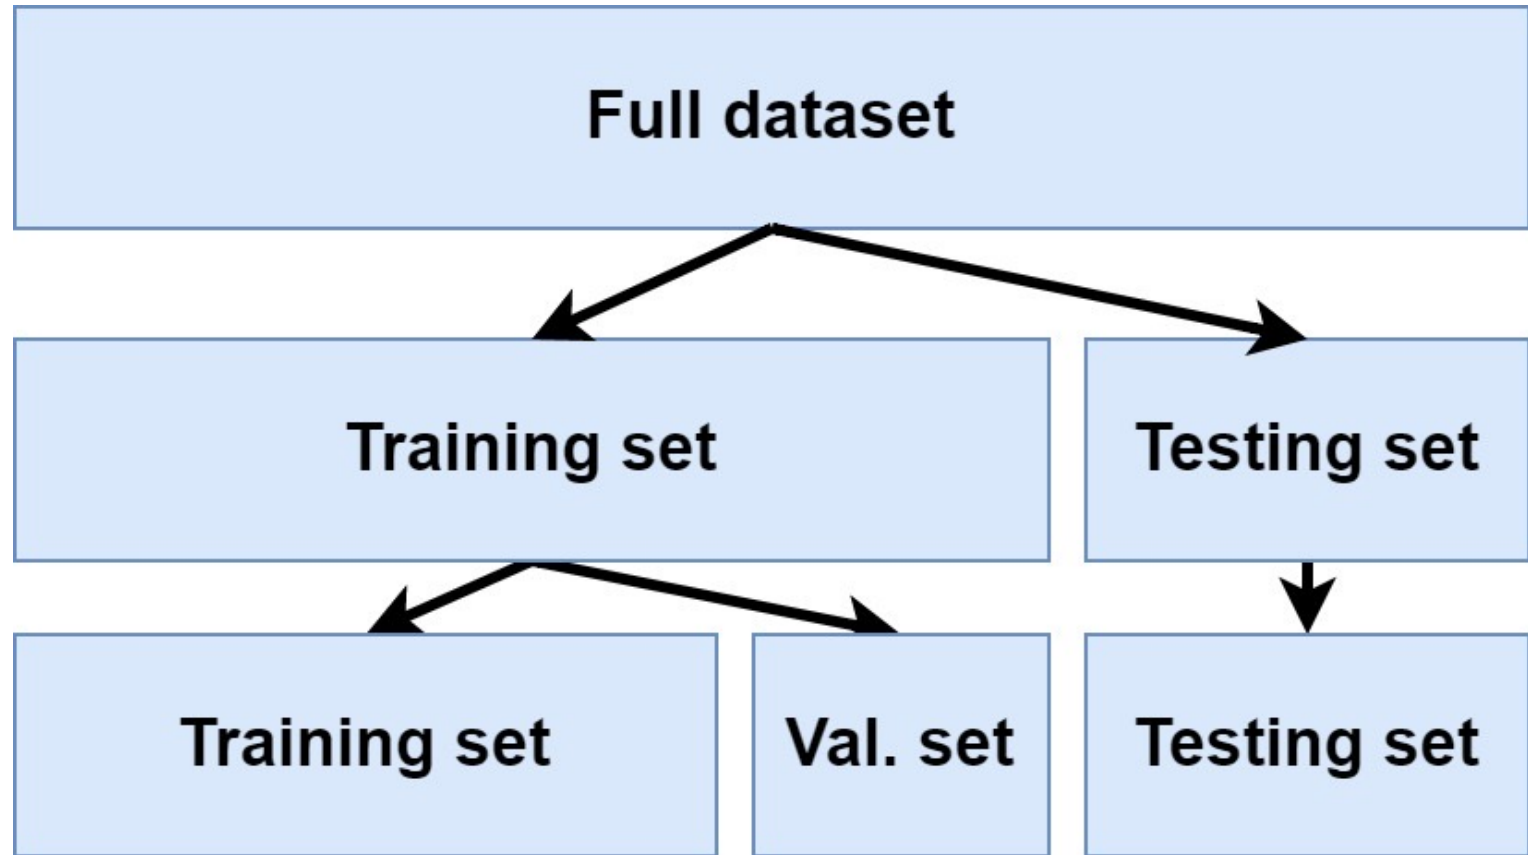 Full dataset
Training set
Testing set
Training set
Val. set
Testing set